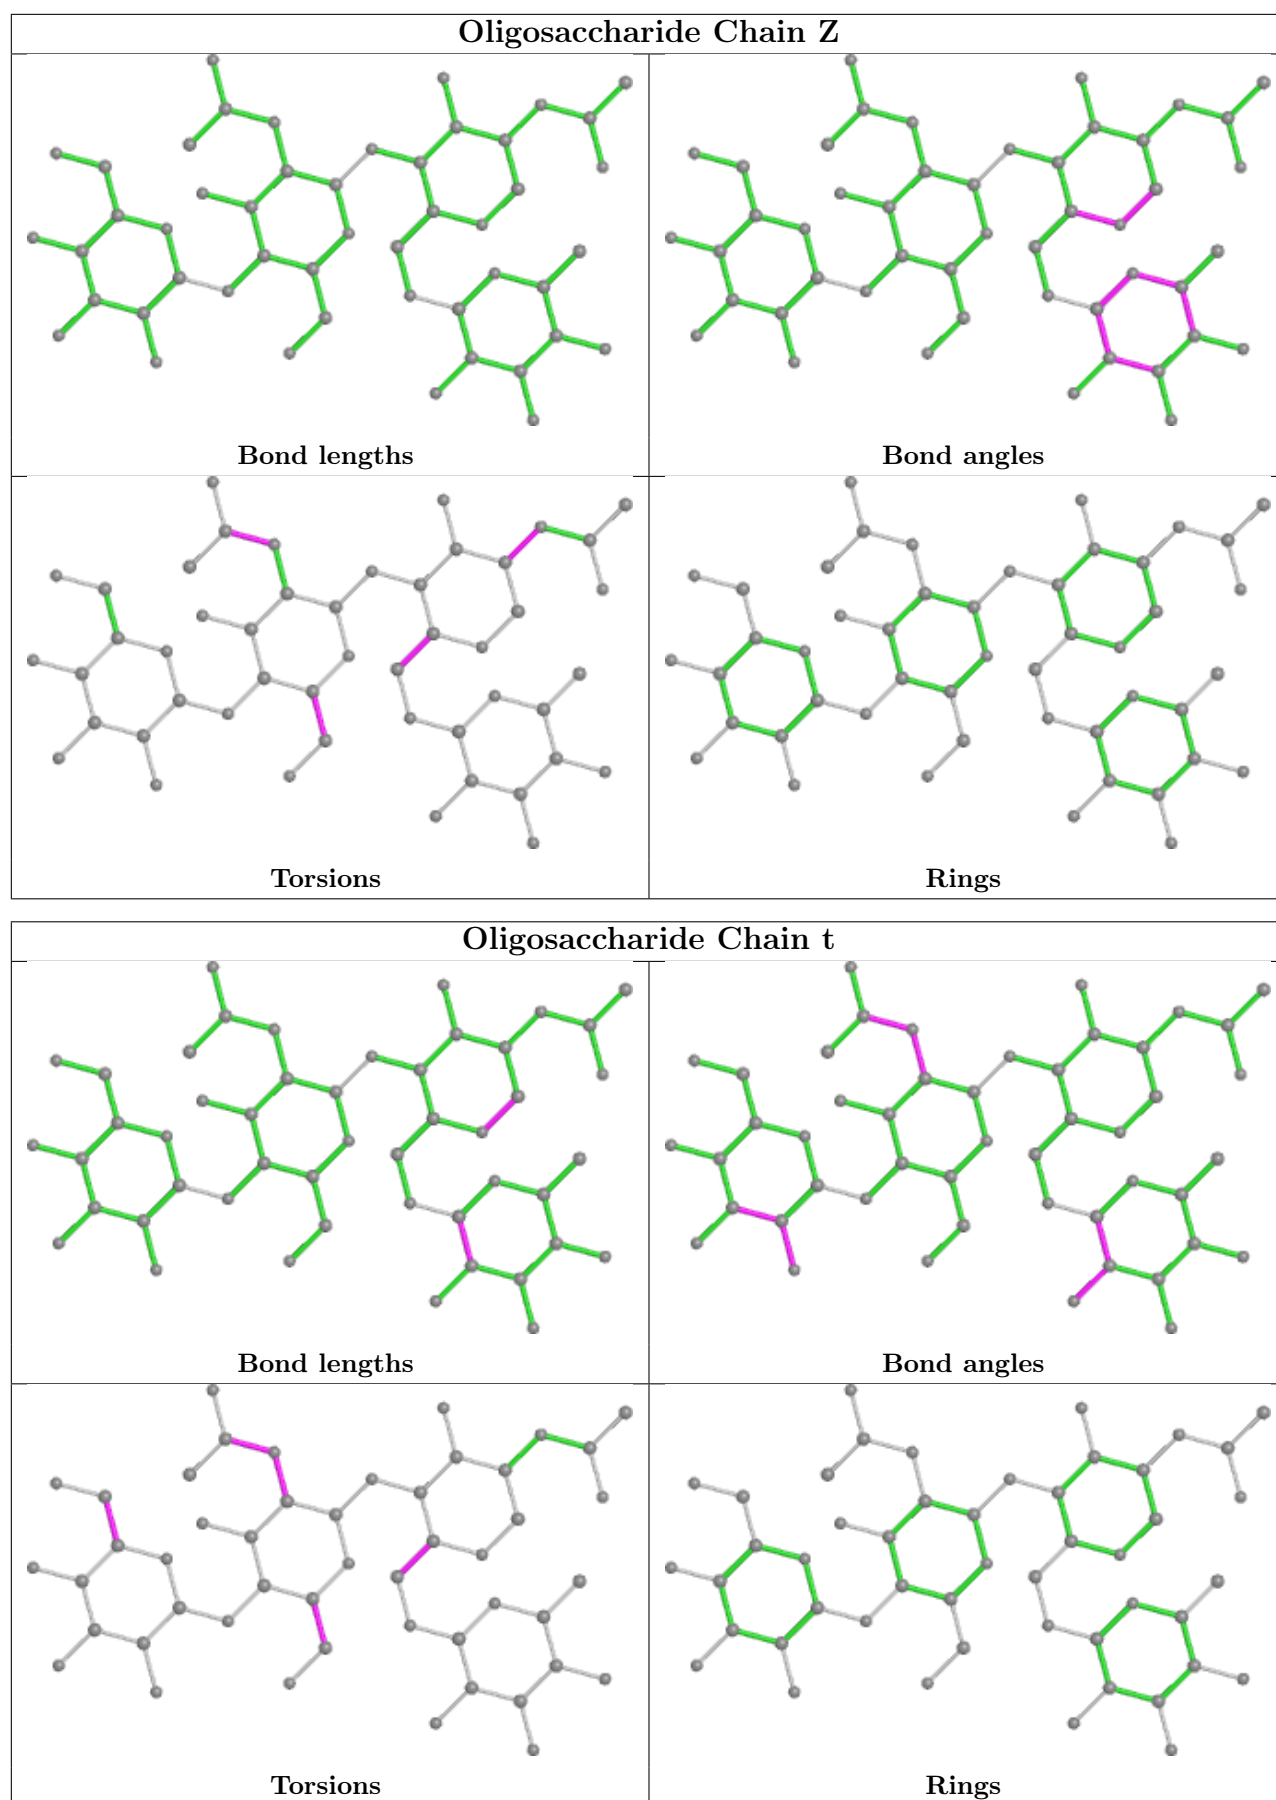 Oligosaccharide Chain Z
Bond lengths
Bond angles
Torsions
Rings
Oligosaccharide Chain t
Bond lengths
Bond angles
Torsions
Rings